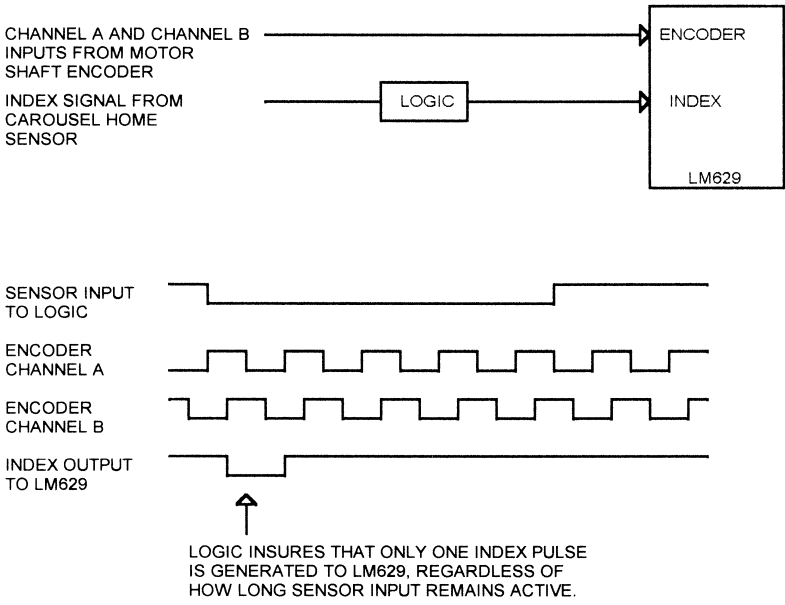 CHANNEL A AND CHANNEL B
INPUTS FROM MOTOR
SHAFT ENCODER
ENCODER
INDEX SIGNAL FROM
CAROUSEL HOME
SENSOR
LOGIC
INDEX
LM629
SENSOR INPUT
TO LOGIC
ENCODER
CHANNEL A
ENCODER
CHANNEL B
INDEX OUTPUT
TO LM629
LOGIC INSURES THAT ONLY ONE INDEX PULSE
IS GENERATED TO LM629, REGARDLESS OF
HOW LONG SENSOR INPUT REMAINS ACTIVE.